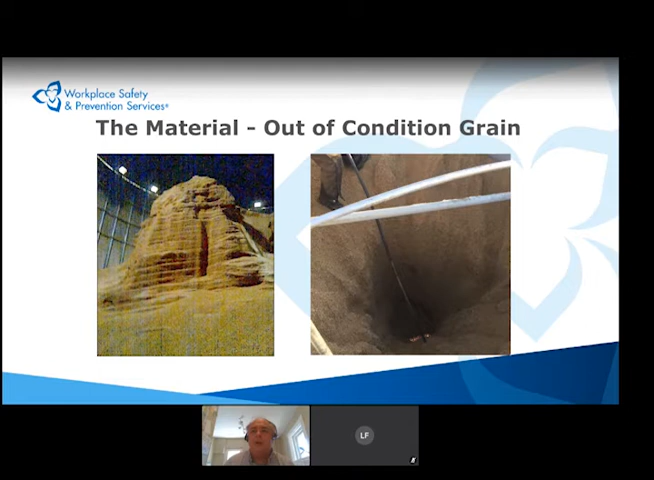 Workplace Safety
& Prevention Services®
The Material - Out of Condition Grain
LF